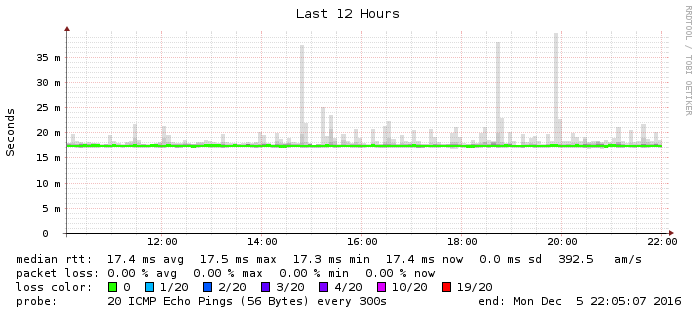 Last 12 Hours
RRDTOOL / TOBI OETIKER
Seconds
35 m
30 m
25 m
20 m
15 m
10 m
5 m
0
12:00 14:00 16:00 18:00 20:00 22:00
median rtt: 17.4 ms avg 17.5 ms max 17.3 ms min 17.4 ms now 0.0 ms sd 392.5 am/s
packet loss: 0.00 % avg 0.00 % max 0.00 % min 0.00 % now
loss color: 0 1/20 2/20 3/20 4/20 10/20 19/20
probe: 20 ICMP Echo Pings (56 Bytes) every 300s end: Mon Dec 5 22:05:07 2016